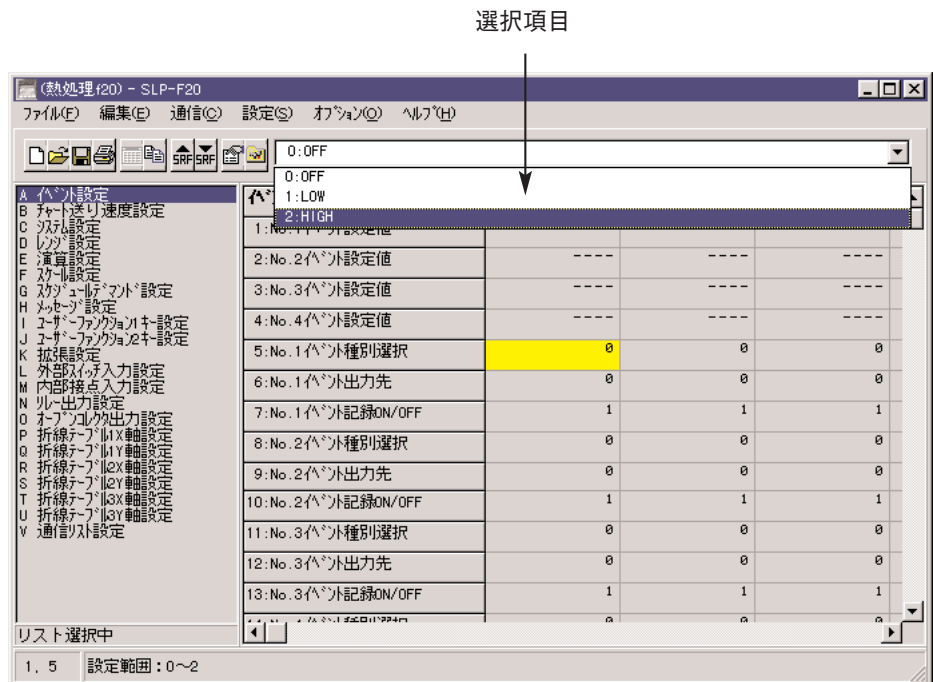 選択項目
(熱処理f20) - SLP-F20
ﾌｧｲﾙ(F) 編集(E) 通信(C) 設定(S) ｵﾌﾟｼｮﾝ(O) ﾍﾙﾌﾟ(H)
SRF SRF
0:OFF
0:OFF
1:LOW
2:HIGH
A ｲﾍﾞﾝﾄ設定
B ﾁｬｰﾄ送り速度設定
C ｼｽﾃﾑ設定
D ﾚﾝｼﾞ設定
E 演算設定
F ｽｹｰﾙ設定
G ｽｹｼﾞｭｰﾙﾃﾞﾏﾝﾄﾞ設定
H ﾒｯｾｰｼﾞ設定
I ﾕｰｻﾞｰﾌｧﾝｸｼｮﾝ1ｷｰ設定
J ﾕｰｻﾞｰﾌｧﾝｸｼｮﾝ2ｷｰ設定
K 拡張設定
L 外部ｽｲｯﾁ入力設定
M 内部接点入力設定
N ﾘﾚｰ出力設定
O ｵｰﾌﾟﾝｺﾚｸﾀ出力設定
P 折線ﾃｰﾌﾞﾙ1X軸設定
Q 折線ﾃｰﾌﾞﾙ1Y軸設定
R 折線ﾃｰﾌﾞﾙ2X軸設定
S 折線ﾃｰﾌﾞﾙ2Y軸設定
T 折線ﾃｰﾌﾞﾙ3X軸設定
U 折線ﾃｰﾌﾞﾙ3Y軸設定
V 通信ﾘｽﾄ設定
1:No.1ｲﾍﾞﾝﾄ設定値
2:No.2ｲﾍﾞﾝﾄ設定値 ---- ---- ----
3:No.3ｲﾍﾞﾝﾄ設定値 ---- ---- ----
4:No.4ｲﾍﾞﾝﾄ設定値 ---- ---- ----
5:No.1ｲﾍﾞﾝﾄ種別選択 0 0 0
6:No.1ｲﾍﾞﾝﾄ出力先 0 0 0
7:No.1ｲﾍﾞﾝﾄ記録ON/OFF 1 1 1
8:No.2ｲﾍﾞﾝﾄ種別選択 0 0 0
9:No.2ｲﾍﾞﾝﾄ出力先 0 0 0
10:No.2ｲﾍﾞﾝﾄ記録ON/OFF 1 1 1
11:No.3ｲﾍﾞﾝﾄ種別選択 0 0 0
12:No.3ｲﾍﾞﾝﾄ出力先 0 0 0
13:No.3ｲﾍﾞﾝﾄ記録ON/OFF 1 1 1
リスト選択中
1, 5 設定範囲:0～2